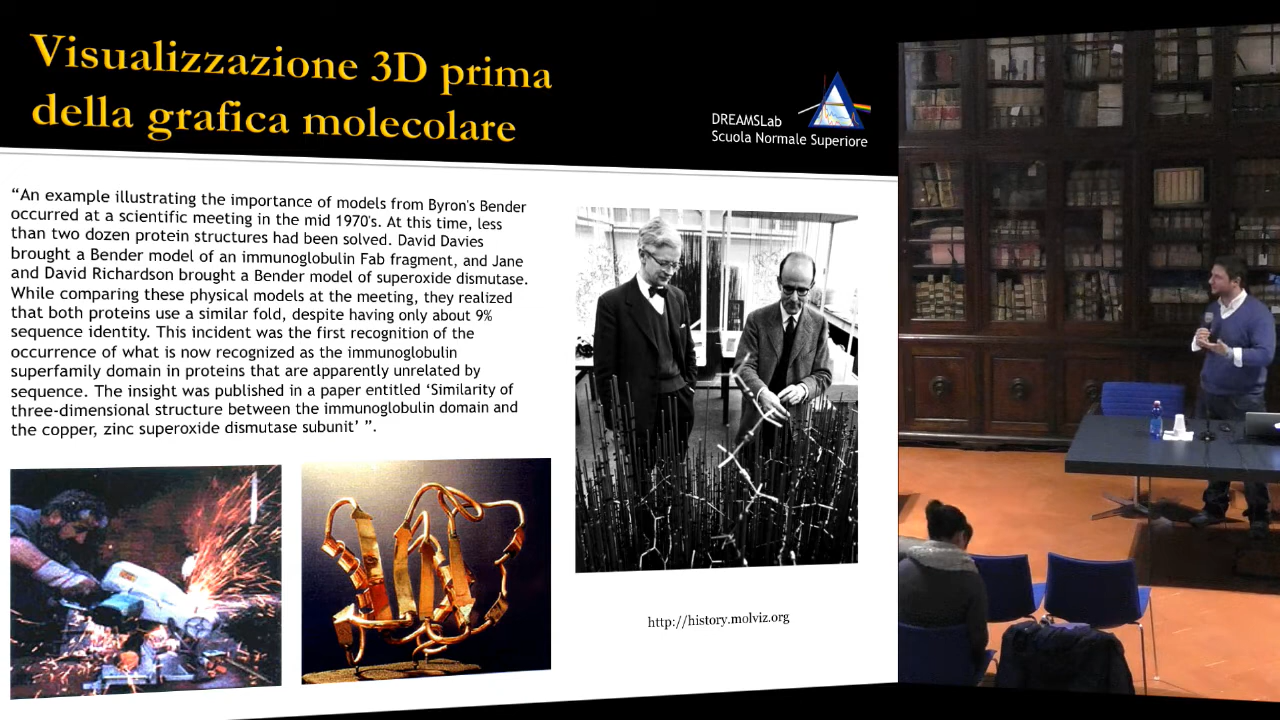 Visualizzazione 3D prima
della grafica molecolare
DREAMSLab
Scuola Normale Superiore
“An example illustrating the importance of models from Byron's Bender
occurred at a scientific meeting in the mid 1970's. At this time, less
than two dozen protein structures had been solved. David Davies
brought a Bender model of an immunoglobulin Fab fragment, and Jane
and David Richardson brought a Bender model of superoxide dismutase.
While comparing these physical models at the meeting, they realized
that both proteins use a similar fold, despite having only about 9%
sequence identity. This incident was the first recognition of the
occurrence of what is now recognized as the immunoglobulin
superfamily domain in proteins that are apparently unrelated by
sequence. The insight was published in a paper entitled ‘Similarity of
three-dimensional structure between the immunoglobulin domain and
the copper, zinc superoxide dismutase subunit’ ”.
http://history.molviz.org